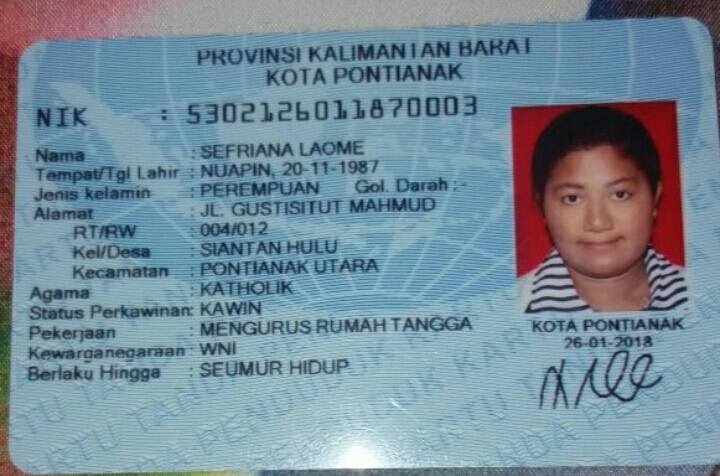 PROVINSI KALIMANTAN BARAT
KOTA PONTIANAK
NIK : 5302126011870003
Nama : SEFRIANA LAOME
Tempat/Tgl Lahir : NUAPIN, 20-11-1987
Jenis kelamin : PEREMPUAN Gol. Darah :-
Alamat : JL. GUSTISITUT MAHMUD
RT/RW : 004/012
Kel/Desa : SIANTAN HULU
Kecamatan : PONTIANAK UTARA
Agama : KATHOLIK
Status Perkawinan: KAWIN
Pekerjaan : MENGURUS RUMAH TANGGA
Kewarganegaraan : WNI
Berlaku Hingga : SEUMUR HIDUP
KOTA PONTIANAK
26-01-2018